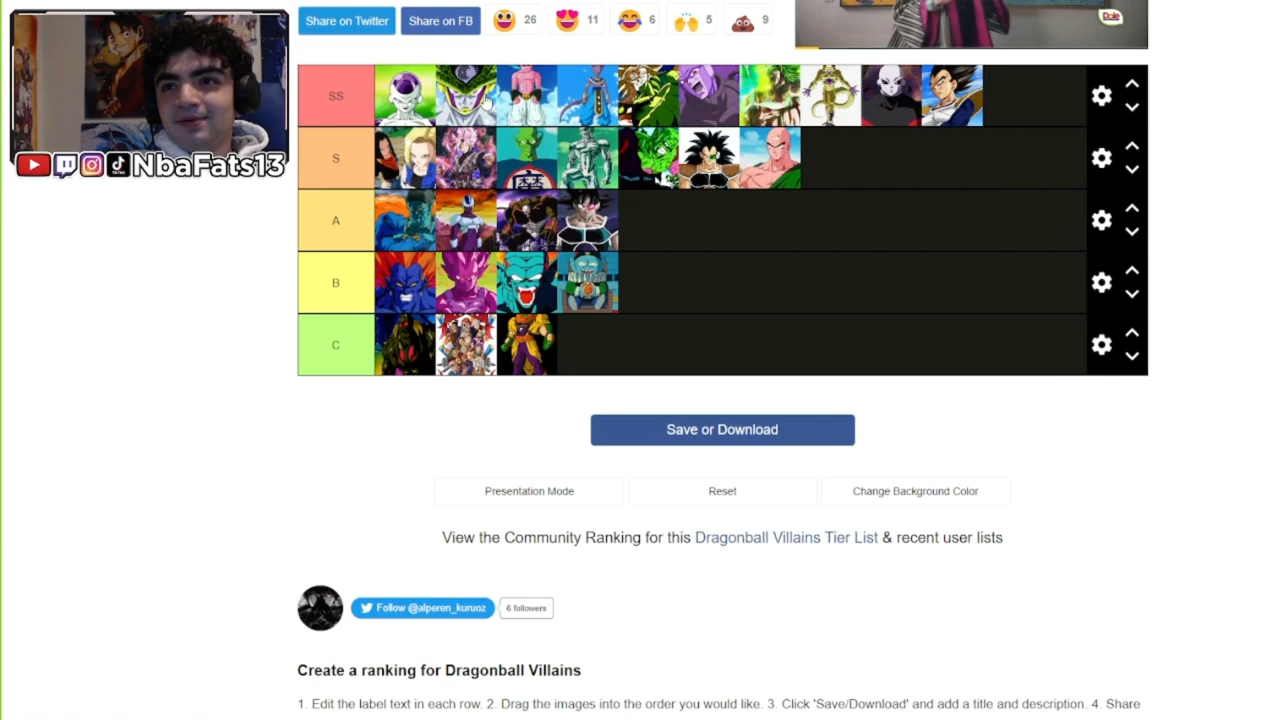 Share on Twitter
Share on FB
26
11
6
5
9
Dole
NbaFats13
SS
S
A
B
C
魔
Save or Download
Presentation Mode
Reset
Change Background Color
View the Community Ranking for this Dragonball Villains Tier List & recent user lists
Follow @alperen_kuruoz
6 followers
Create a ranking for Dragonball Villains
1. Edit the label text in each row. 2. Drag the images into the order you would like. 3. Click 'Save/Download' and add a title and description. 4. Share